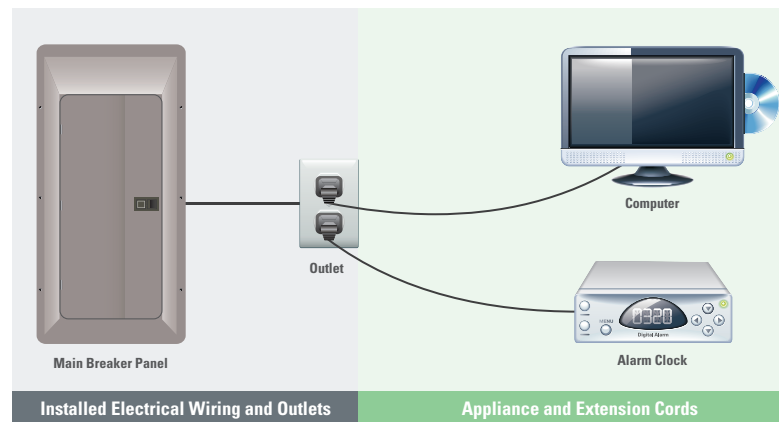 Computer
Outlet
0320
MENU
Digital Alarm
Main Breaker Panel
Alarm Clock
Installed Electrical Wiring and Outlets
Appliance and Extension Cords